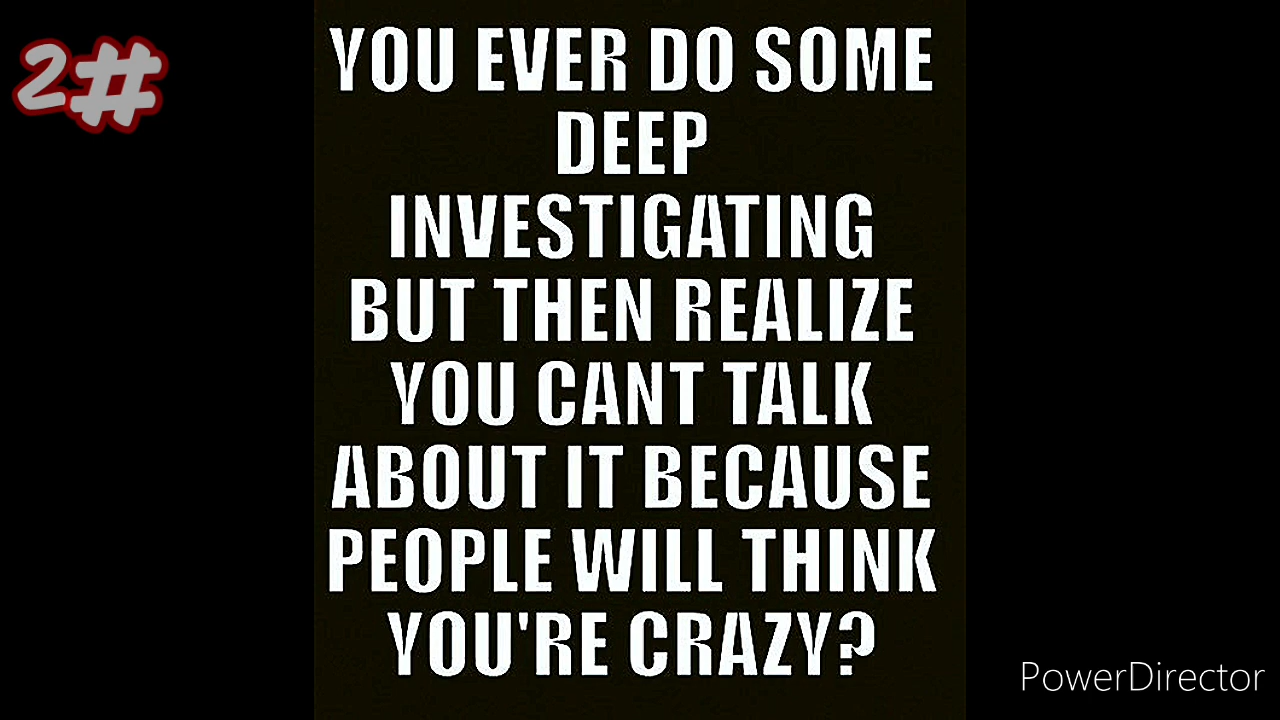 2#
YOU EVER DO SOME
DEEP
INVESTIGATING
BUT THEN REALIZE
YOU CANT TALK
ABOUT IT BECAUSE
PEOPLE WILL THINK
YOU'RE CRAZY?
PowerDirector